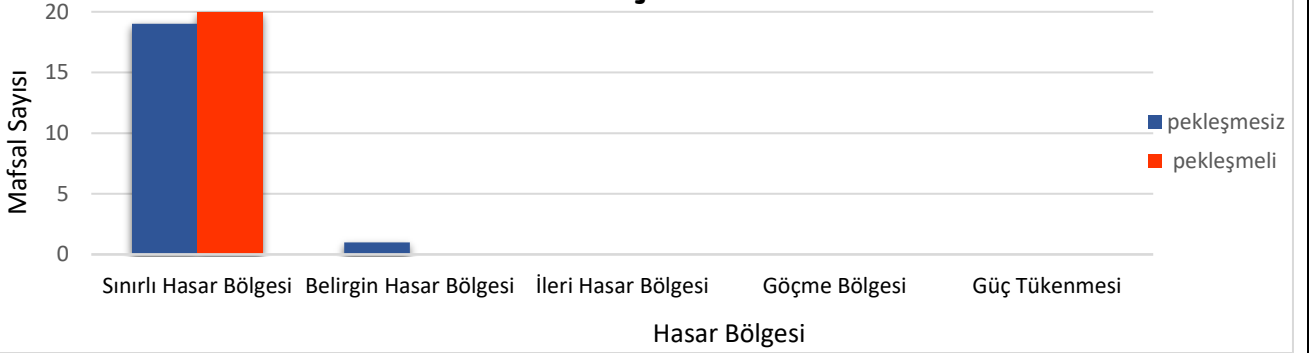 20
15
10
5
0
Mafsal Sayısı
Sınırlı Hasar Bölgesi Belirgin Hasar Bölgesi İleri Hasar Bölgesi Göçme Bölgesi Güç Tükenmesi
Hasar Bölgesi
pekleşmesiz
pekleşmeli